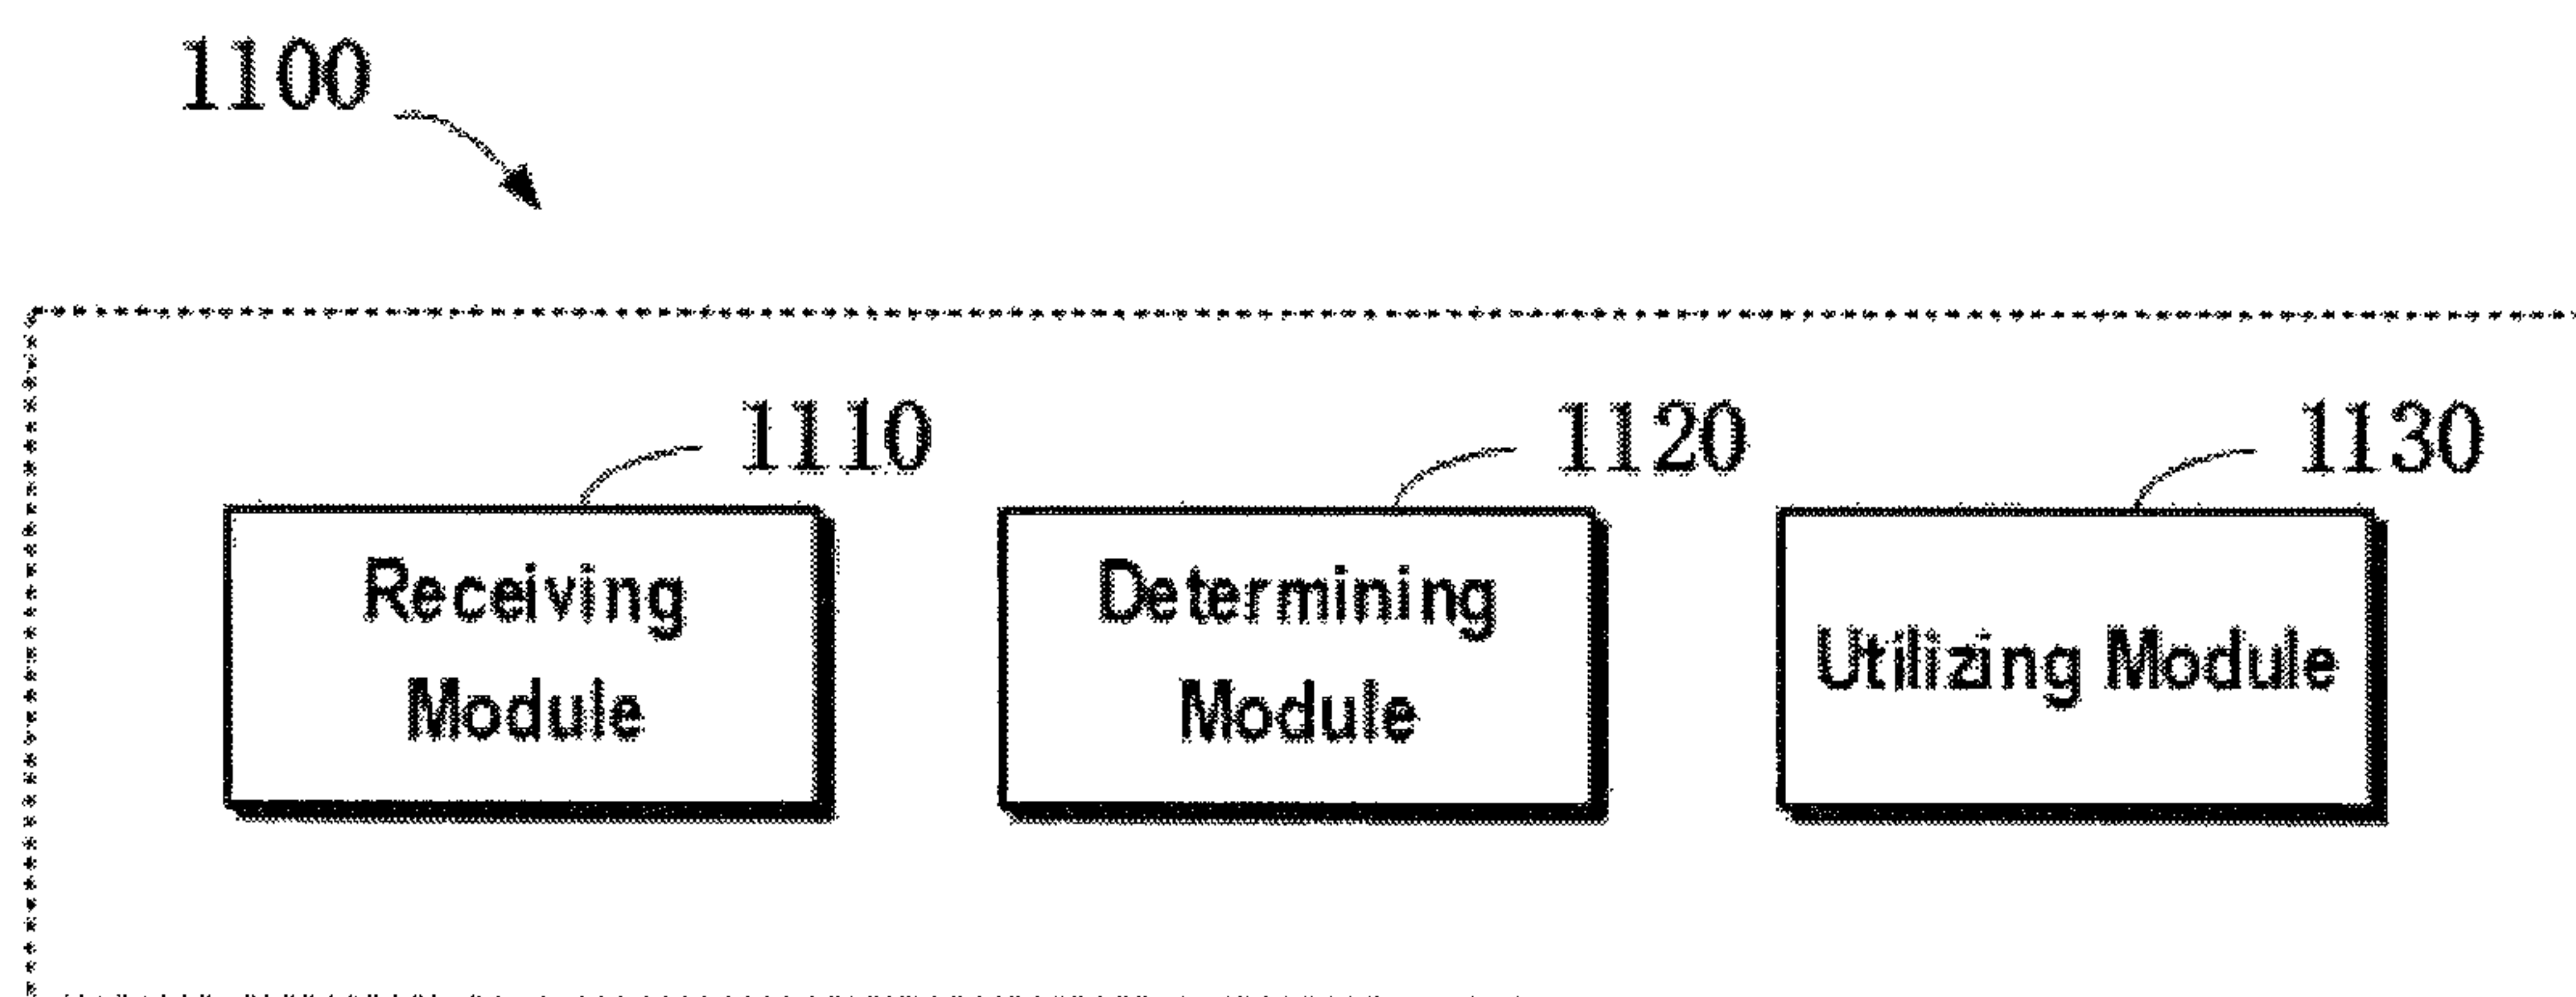 1100
1110
1120
1130
Receiving
Module
Determining
Module
Utilizing Module